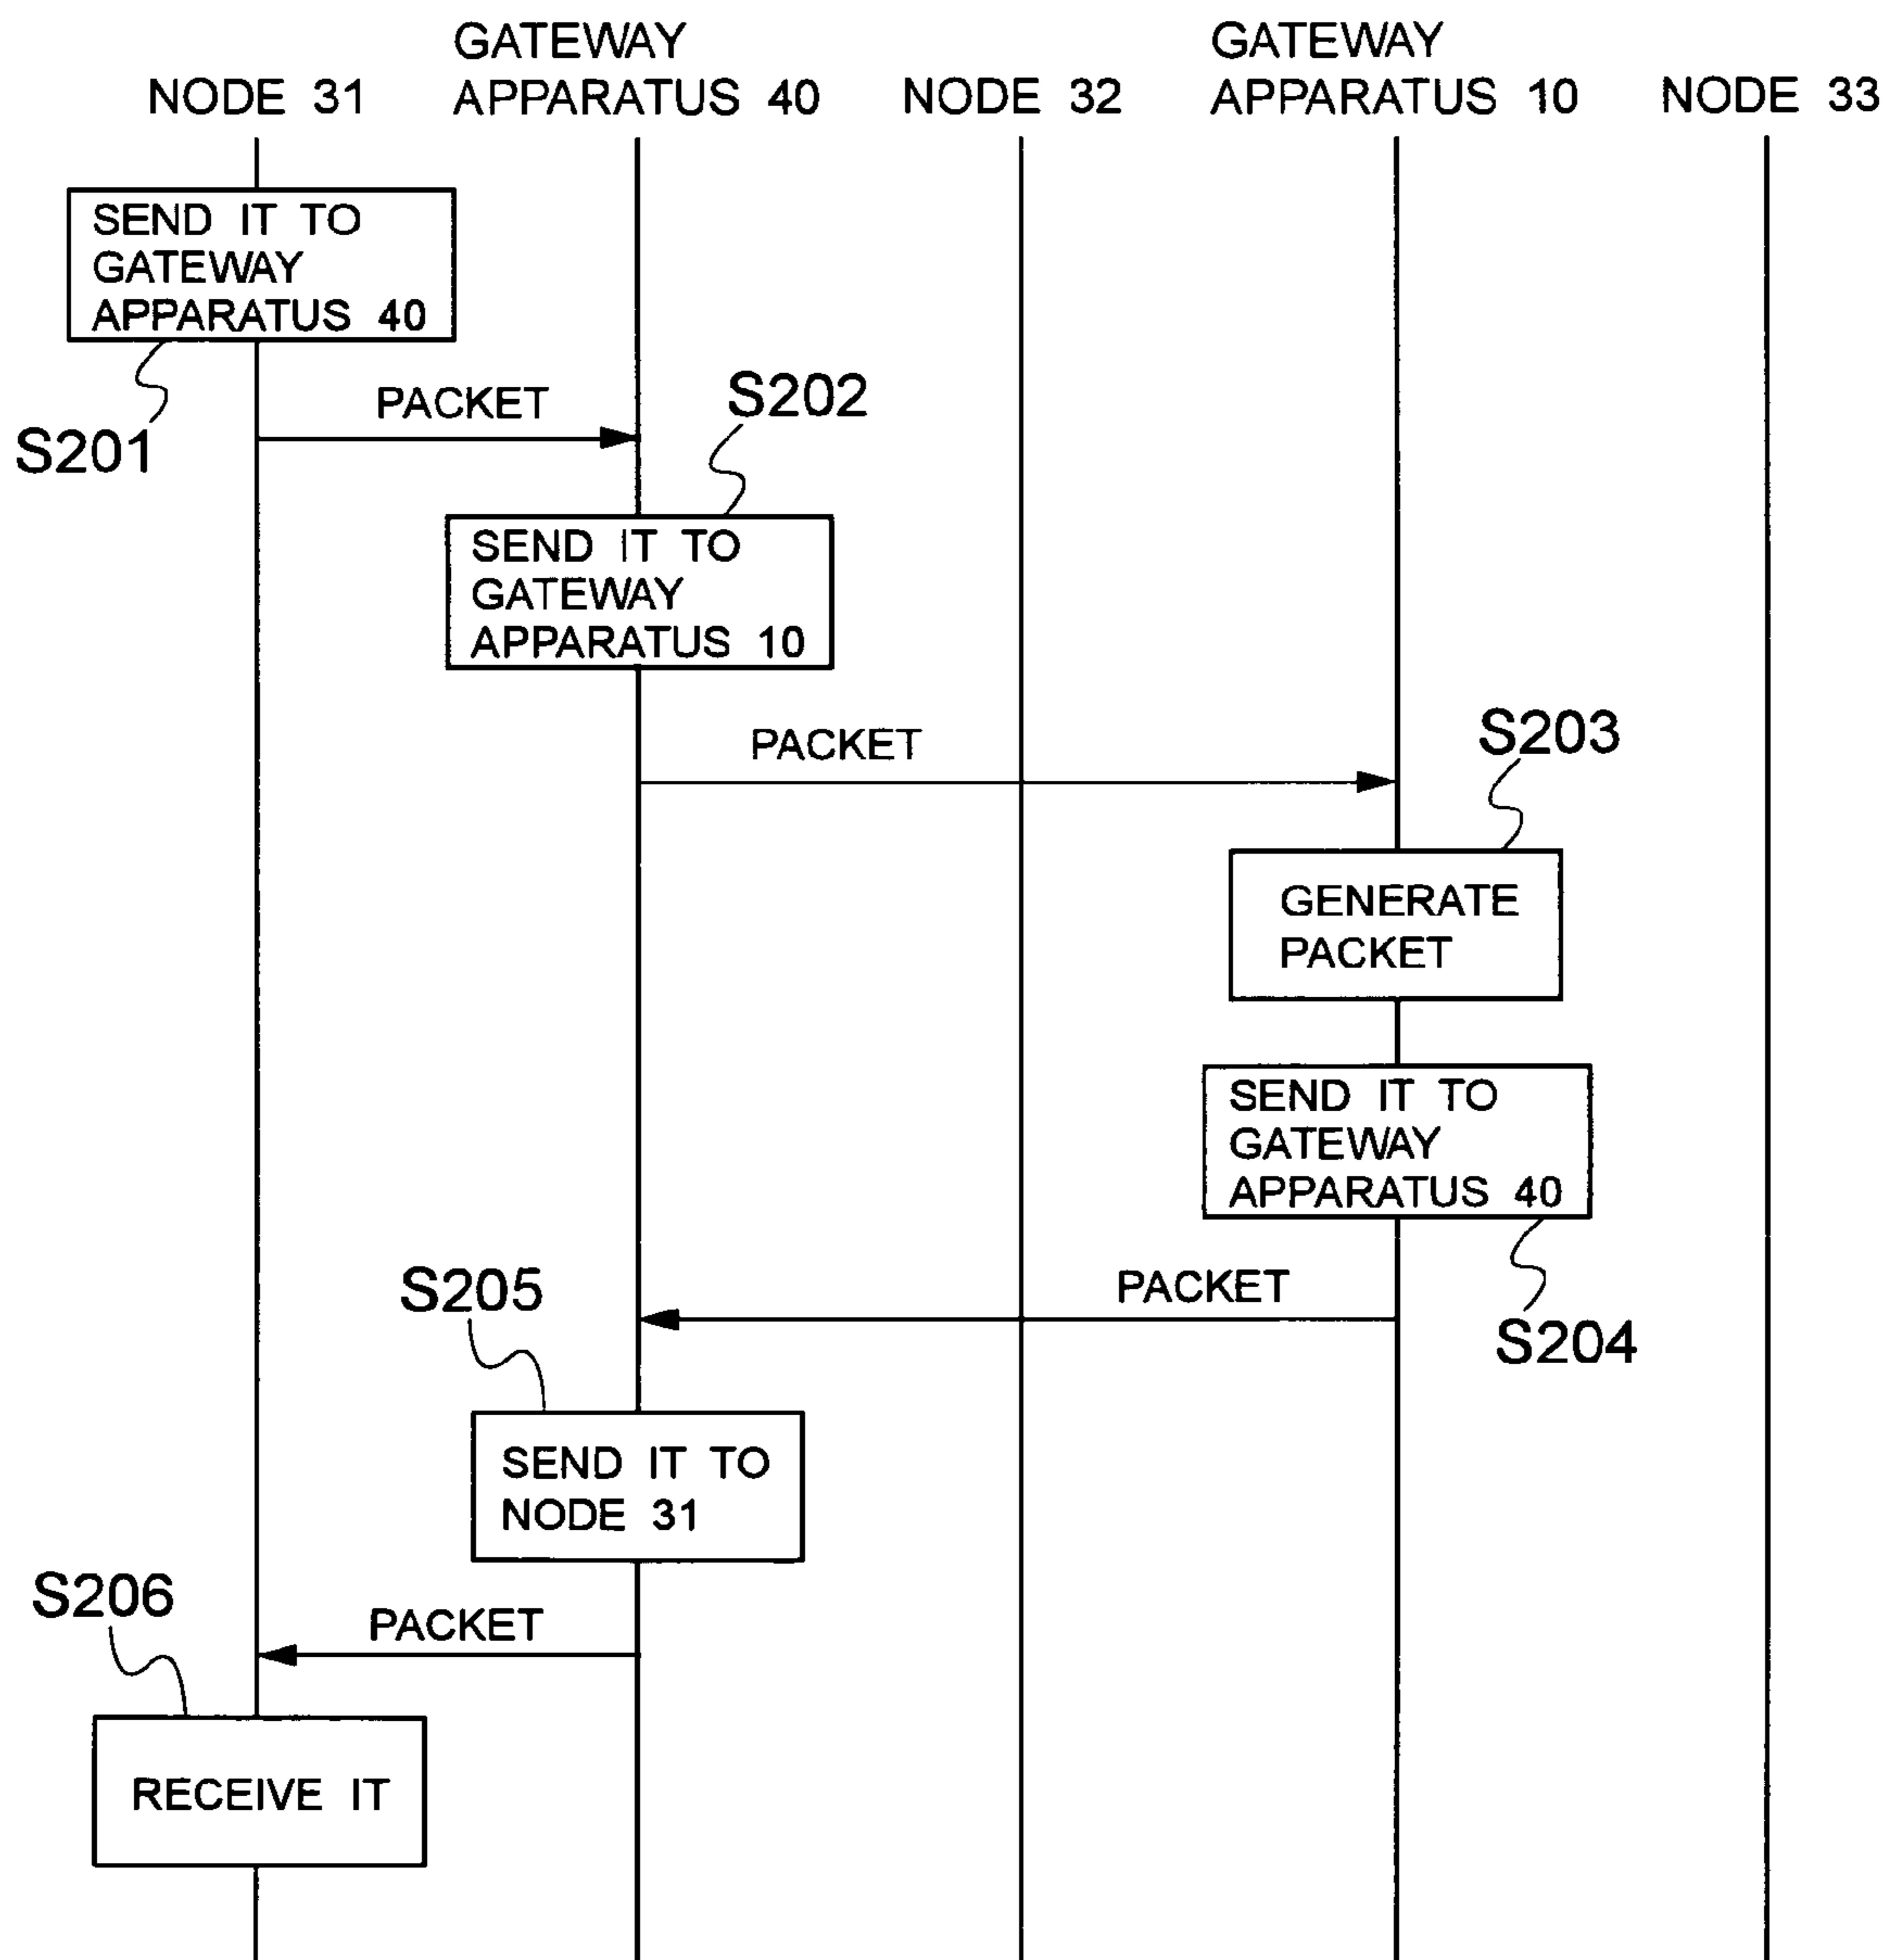 NODE 31
GATEWAY
APPARATUS 40
NODE 32
GATEWAY
APPARATUS 10
NODE 33
SEND IT TO
GATEWAY
APPARATUS 40
S201
PACKET
S202
SEND IT TO
GATEWAY
APPARATUS 10
PACKET
S203
GENERATE
PACKET
SEND IT TO
GATEWAY
APPARATUS 40
S204
PACKET
S205
SEND IT TO
NODE 31
PACKET
S206
RECEIVE IT